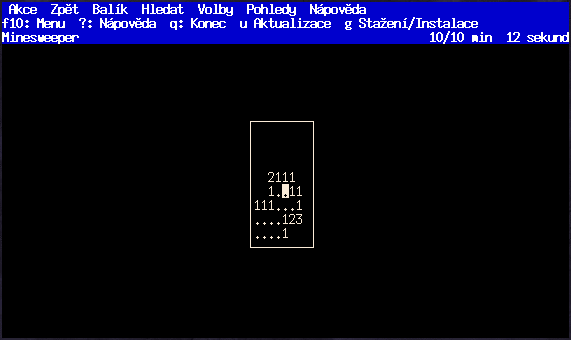 Akce Zpět Balík Hledat Volby Pohledy Nápověda
f10: Menu ?: Nápověda q: Konec u Aktualizace g Stažení/Instalace
Minesweeper 10/10 min 12 sekund
2111
1..11
111...1
....123
....1